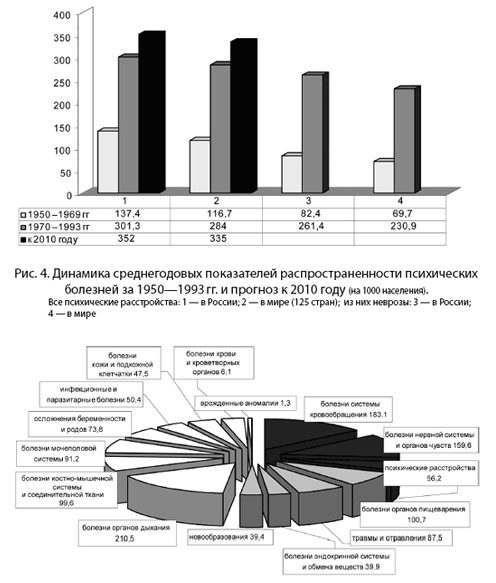 400
350
300
250
200
150
100
50
0
1 2 3 4
1950–1969 гг 137,4 116,7 82,4 69,7
1970–1993 гг 301,3 284 261,4 230,9
к 2010 году 352 335
Рис. 4. Динамика среднегодовых показателей распространенности психических
болезней за 1950—1993 гг. и прогноз к 2010 году (на 1000 населения).
Все психические расстройства: 1 — в России; 2 — в мире (125 стран); из них неврозы: 3 — в России;
4 — в мире
болезни
кожи и подкожной
клетчатки 47,5
болезни крови
и кроветворных
органов 6,1
инфекционные и
паразитарные болезни 50,4
врожденные аномалии 1,3
болезни системы
кровообращения 183,1
осложнения беременности
и родов 73,8
болезни нервной системы
и органов чувств 159,6
болезни мочеполовой
системы 91,2
психические расстройства
56,2
болезни костно-мышечной
системы
и соединительной ткани
99,6
болезни органов пищеварения
100,7
болезни органов дыхания
210,5
новообразования 39,4
травмы и отравления 87,5
болезни эндокринной системы
и обмена веществ 39,9